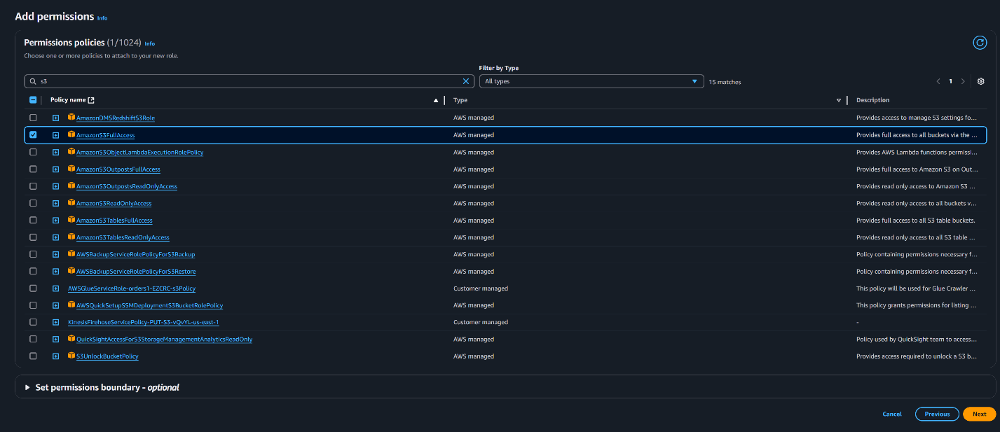 Add permissions Info
Permissions policies (1/1024) Info
Choose one or more policies to attach to your new role.
Filter by Type
s3 All types 15 matches 1
Policy name Type Description
AmazonDMSRedshiftS3Role AWS managed Provides access to manage S3 settings fo...
AmazonS3FullAccess AWS managed Provides full access to all buckets via the ...
AmazonS3ObjectLambdaExecutionRolePolicy AWS managed Provides AWS Lambda functions permissi...
AmazonS3OutpostsFullAccess AWS managed Provides full access to Amazon S3 on Out...
AmazonS3OutpostsReadOnlyAccess AWS managed Provides read only access to Amazon S3 ...
AmazonS3ReadOnlyAccess AWS managed Provides read only access to all buckets v...
AmazonS3TablesFullAccess AWS managed Provides full access to all S3 table buckets.
AmazonS3TablesReadOnlyAccess AWS managed Provides read only access to all S3 table ...
AWSBackupServiceRolePolicyForS3Backup AWS managed Policy containing permissions necessary f...
AWSBackupServiceRolePolicyForS3Restore AWS managed Policy containing permissions necessary f...
AWSGlueServiceRole-orders1-EZCRC-s3Policy Customer managed This policy will be used for Glue Crawler ...
AWSQuickSetupSSMDeploymentS3BucketRolePolicy AWS managed This policy grants permissions for listing ...
KinesisFirehoseServicePolicy-PUT-S3-vQvYL-us-east-1 Customer managed -
QuickSightAccessForS3StorageManagementAnalyticsReadOnly AWS managed Policy used by QuickSight team to access...
S3UnlockBucketPolicy AWS managed Provides access required to unlock a S3 b...
Set permissions boundary - optional
Cancel Previous Next